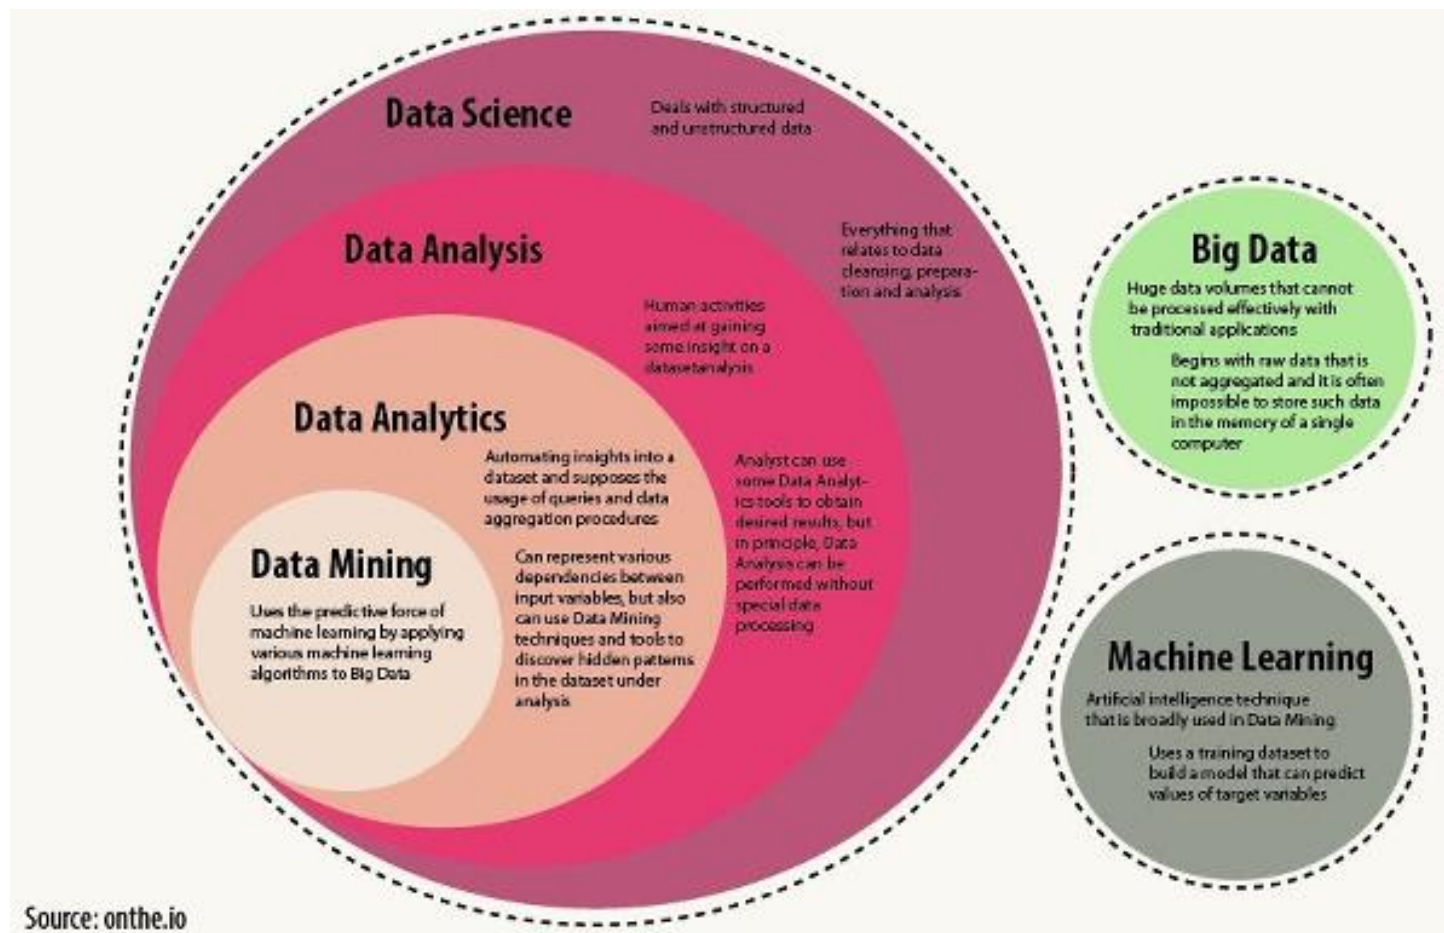 Data Science
Deals with structured
and unstructured data
Data Analysis
Everything that
relates to data
cleansing, prepara-
tion and analysis
Human activities
aimed at gaining
some insight on a
datasetanalysis
Data Analytics
Automating insights into a
dataset and supposes the
usage of queries and data
aggregation procedures
Analyst can use
some Data Analyt-
ics tools to obtain
desired results, but
in principle, Data
Analysis can be
performed without
special data
processing
Can represent various
dependencies between
input variables, but also
can use Data Mining
techniques and tools to
discover hidden patterns
in the dataset under
analysis
Data Mining
Uses the predictive force of
machine learning by applying
various machine learning
algorithms to Big Data
Big Data
Huge data volumes that cannot
be processed effectively with
traditional applications
Begins with raw data that is
not aggregated and it is often
impossible to store such data
in the memory of a single
computer
Machine Learning
Artificial intelligence technique
that is broadly used in Data Mining
Uses a training dataset to
build a model that can predict
values of target variables
Source: onthe.io